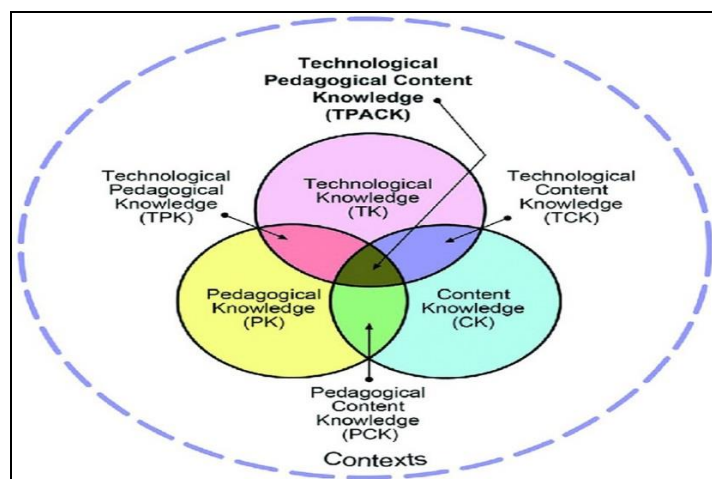 Technological
Pedagogical Content
Knowledge
(TPACK)
Technological
Pedagogical
Knowledge
(TPK)
Technological
Knowledge
(TK)
Technological
Content
Knowledge
(TCK)
Pedagogical
Knowledge
(PK)
Content
Knowledge
(CK)
Pedagogical
Content
Knowledge
(PCK)
Contexts